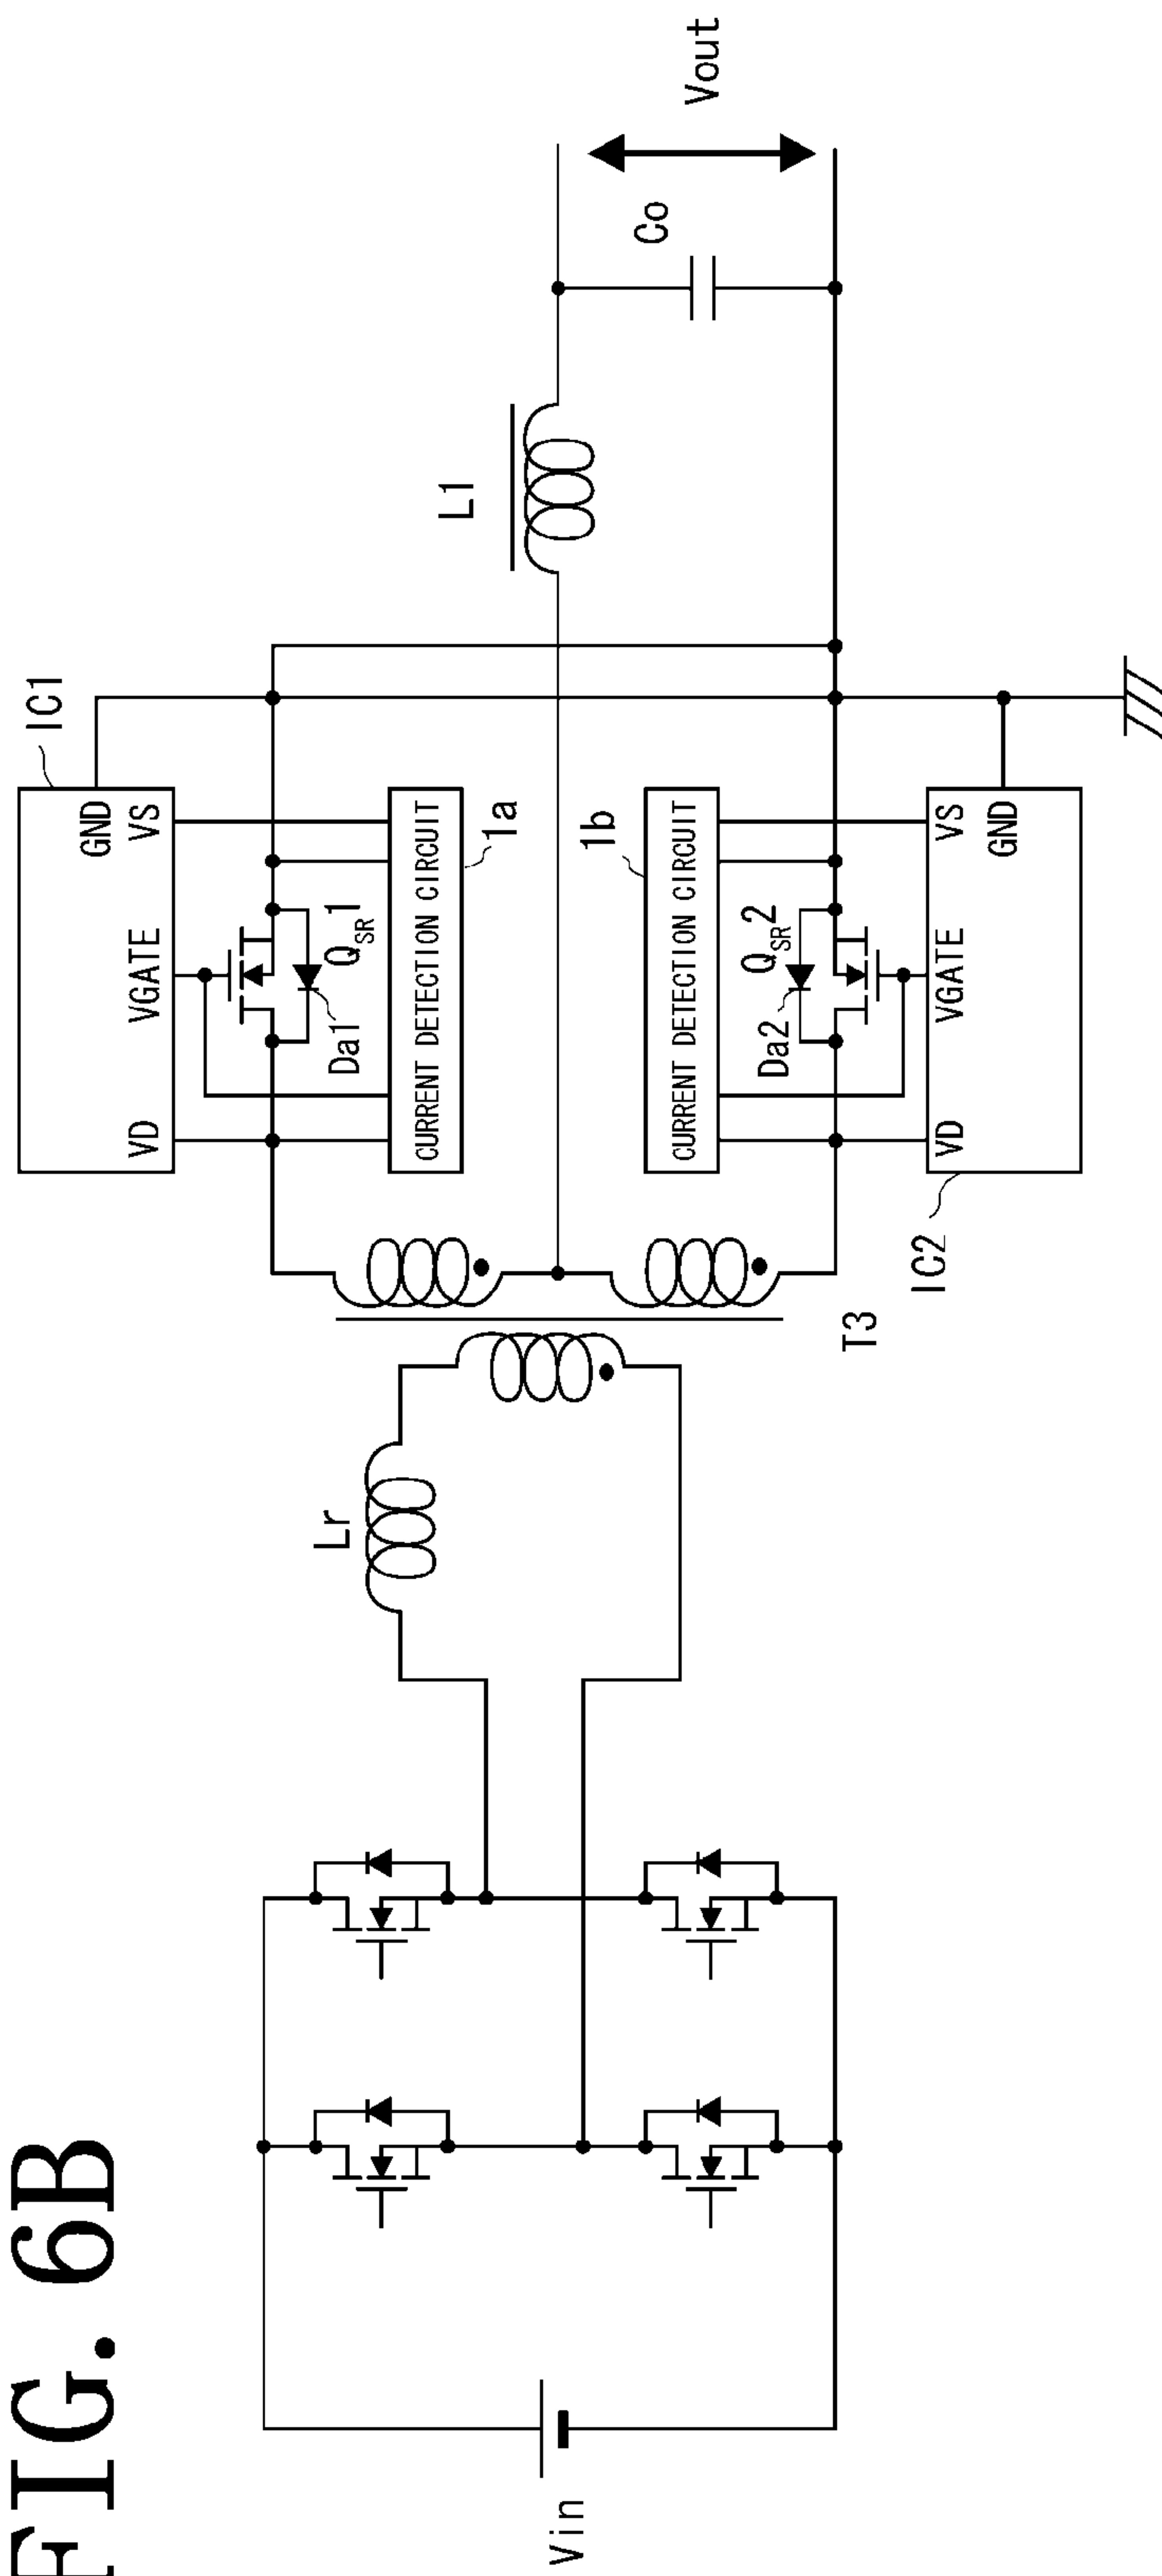 FIG. 6B
Vin
Lr
T3
IC1
GND
VD
VGATE
VS
Da1
QSR1
CURRENT DETECTION CIRCUIT
1a
L1
Co
Vout
CURRENT DETECTION CIRCUIT
1b
Da2
QSR2
VD
VGATE
VS
GND
IC2